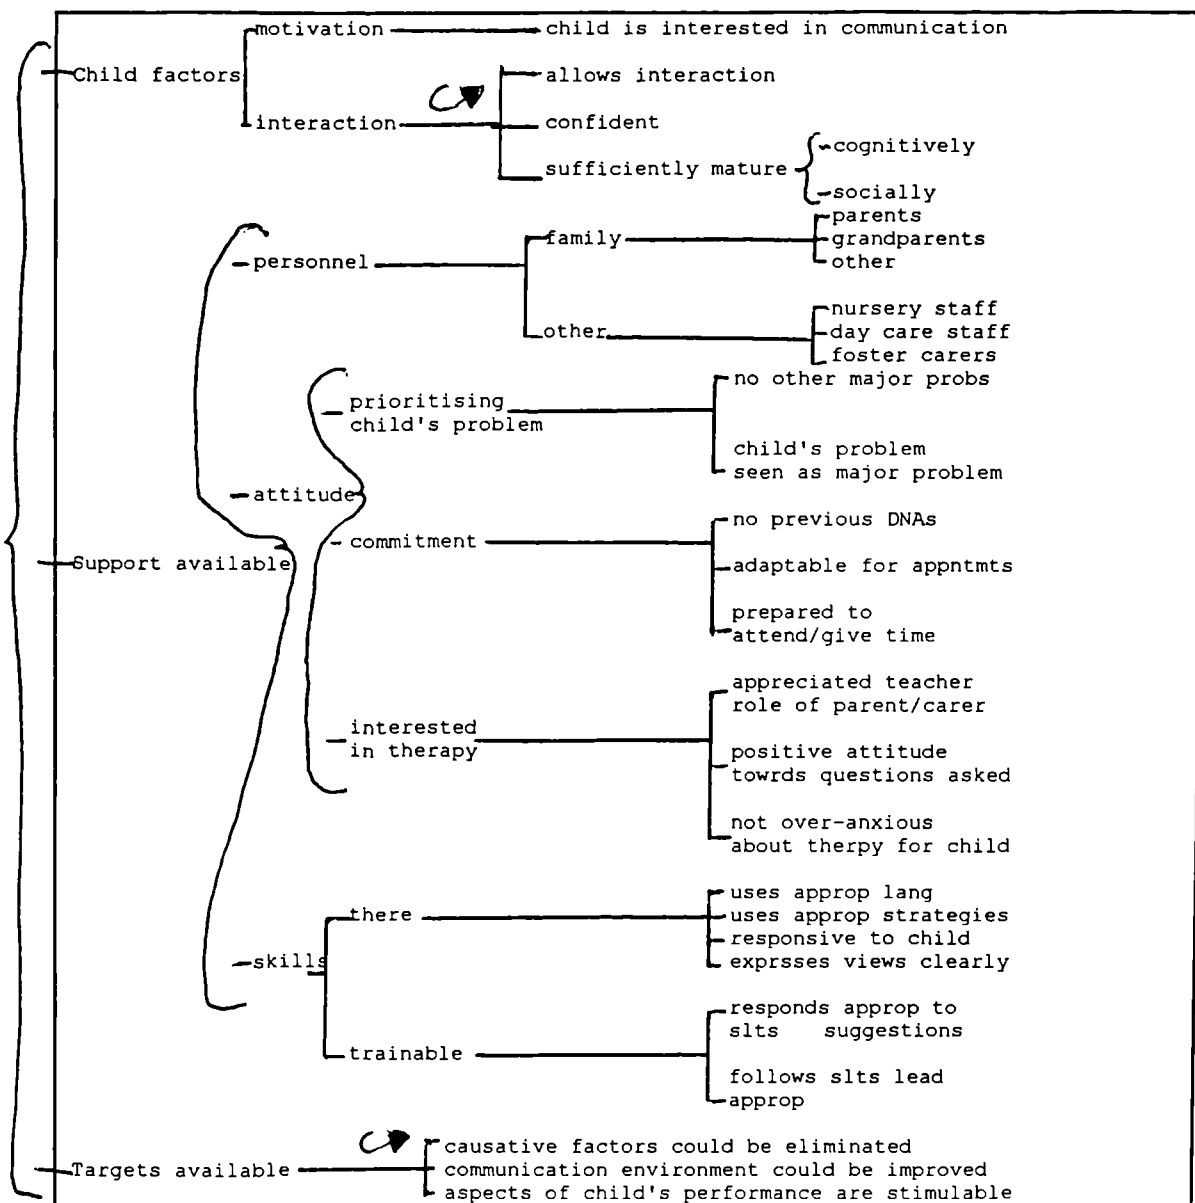 motivation child is interested in communication
Child factors allows interaction
interaction confident
sufficiently mature cognitively
socially
parents
family grandparents
personnel other
nursery staff
other day care staff
foster carers
no other major probs
prioritising
child's problem
child's problem
seen as major problem
attitude
no previous DNAs
commitment
Support available adaptable for appntmts
prepared to
attend/give time
appreciated teacher
role of parent/carer
interested
in therapy
positive attitude
towrds questions asked
not over-anxious
about therpy for child
uses approp lang
there uses approp strategies
responsive to child
skills exprsses views clearly
responds approp to
slts suggestions
trainable
follows slts lead
approp
causative factors could be eliminated
Targets available communication environment could be improved
aspects of child's performance are stimulable